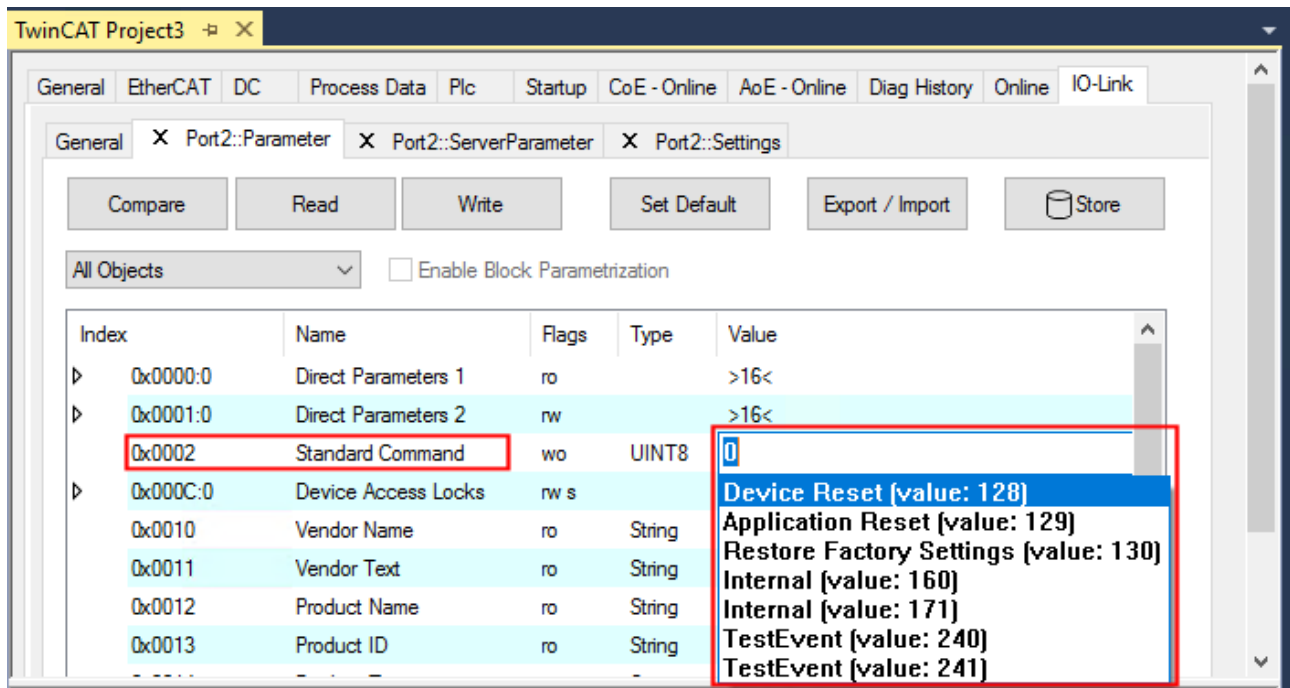 TwinCAT Project3
General EtherCAT DC Process Data Plc Startup CoE - Online AoE - Online Diag History Online IO-Link
General X Port2::Parameter X Port2::ServerParameter X Port2::Settings
Compare Read Write Set Default Export / Import Store
All Objects Enable Block Parametrization
Index Name Flags Type Value
0x0000:0 Direct Parameters 1 ro >16<
0x0001:0 Direct Parameters 2 rw >16<
0x0002 Standard Command wo UINT8 0
0x000C:0 Device Access Locks rw s Device Reset (value: 128)
Application Reset (value: 129)
0x0010 Vendor Name ro String
Restore Factory Settings (value: 130)
0x0011 Vendor Text ro String Internal (value: 160)
0x0012 Product Name ro String Internal (value: 171)
0x0013 Product ID ro String TestEvent (value: 240)
TestEvent (value: 241)